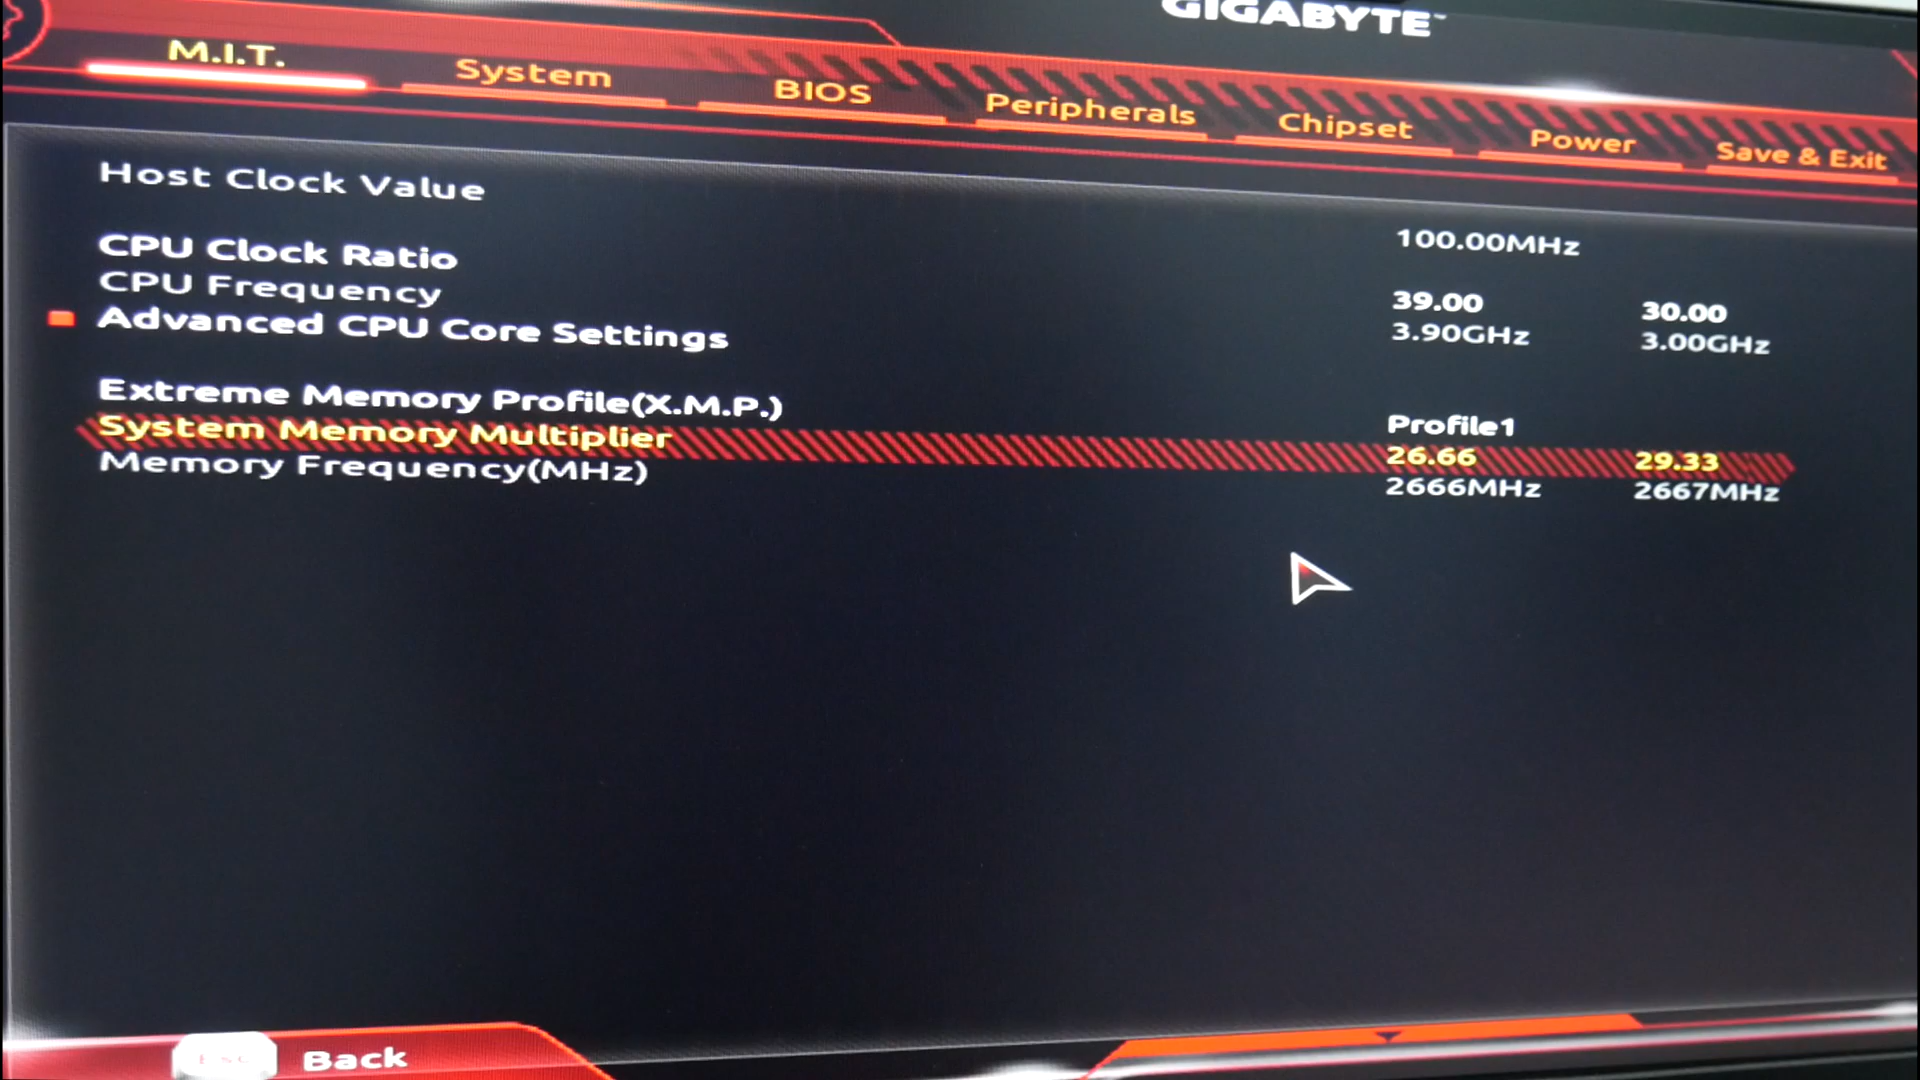 GIGABYTE™
M.I.T. System BIOS Peripherals Chipset Power Save & Exit
Host Clock Value 100.00MHz
CPU Clock Ratio 39.00 30.00
CPU Frequency 3.90GHz 3.00GHz
Advanced CPU Core Settings
Extreme Memory Profile(X.M.P.) Profile1
System Memory Multiplier 26.66 29.33
Memory Frequency(MHz) 2666MHz 2667MHz
Esc Back